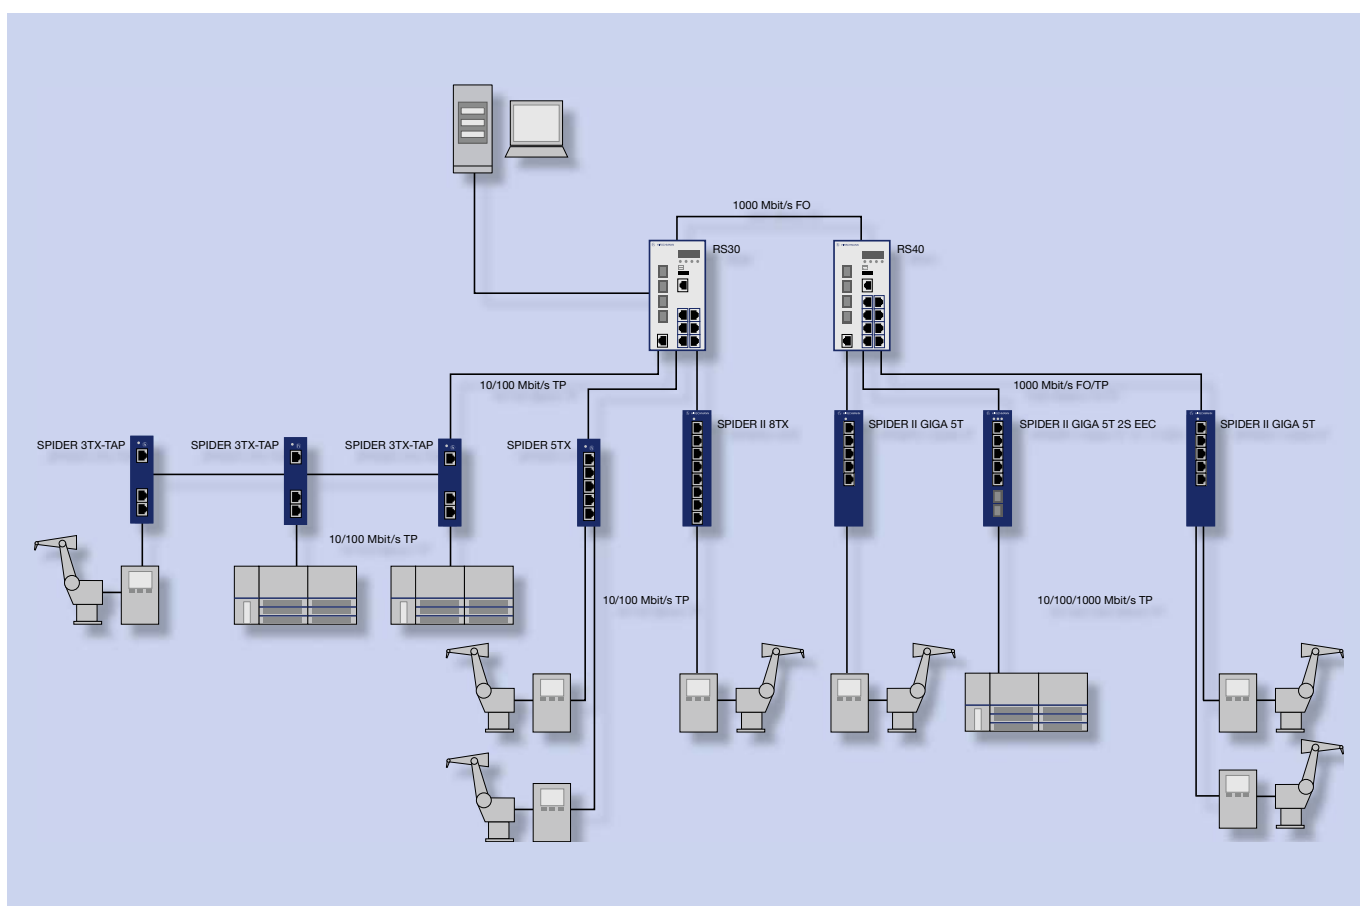 1000 Mbit/s FO
RS30
RS40
10/100 Mbit/s TP
1000 Mbit/s FO/TP
SPIDER 3TX-TAP
SPIDER 3TX-TAP
SPIDER 3TX-TAP
SPIDER 5TX
SPIDER II 8TX
SPIDER II GIGA 5T
SPIDER II GIGA 5T 2S EEC
SPIDER II GIGA 5T
10/100 Mbit/s TP
10/100 Mbit/s TP
10/100/1000 Mbit/s TP